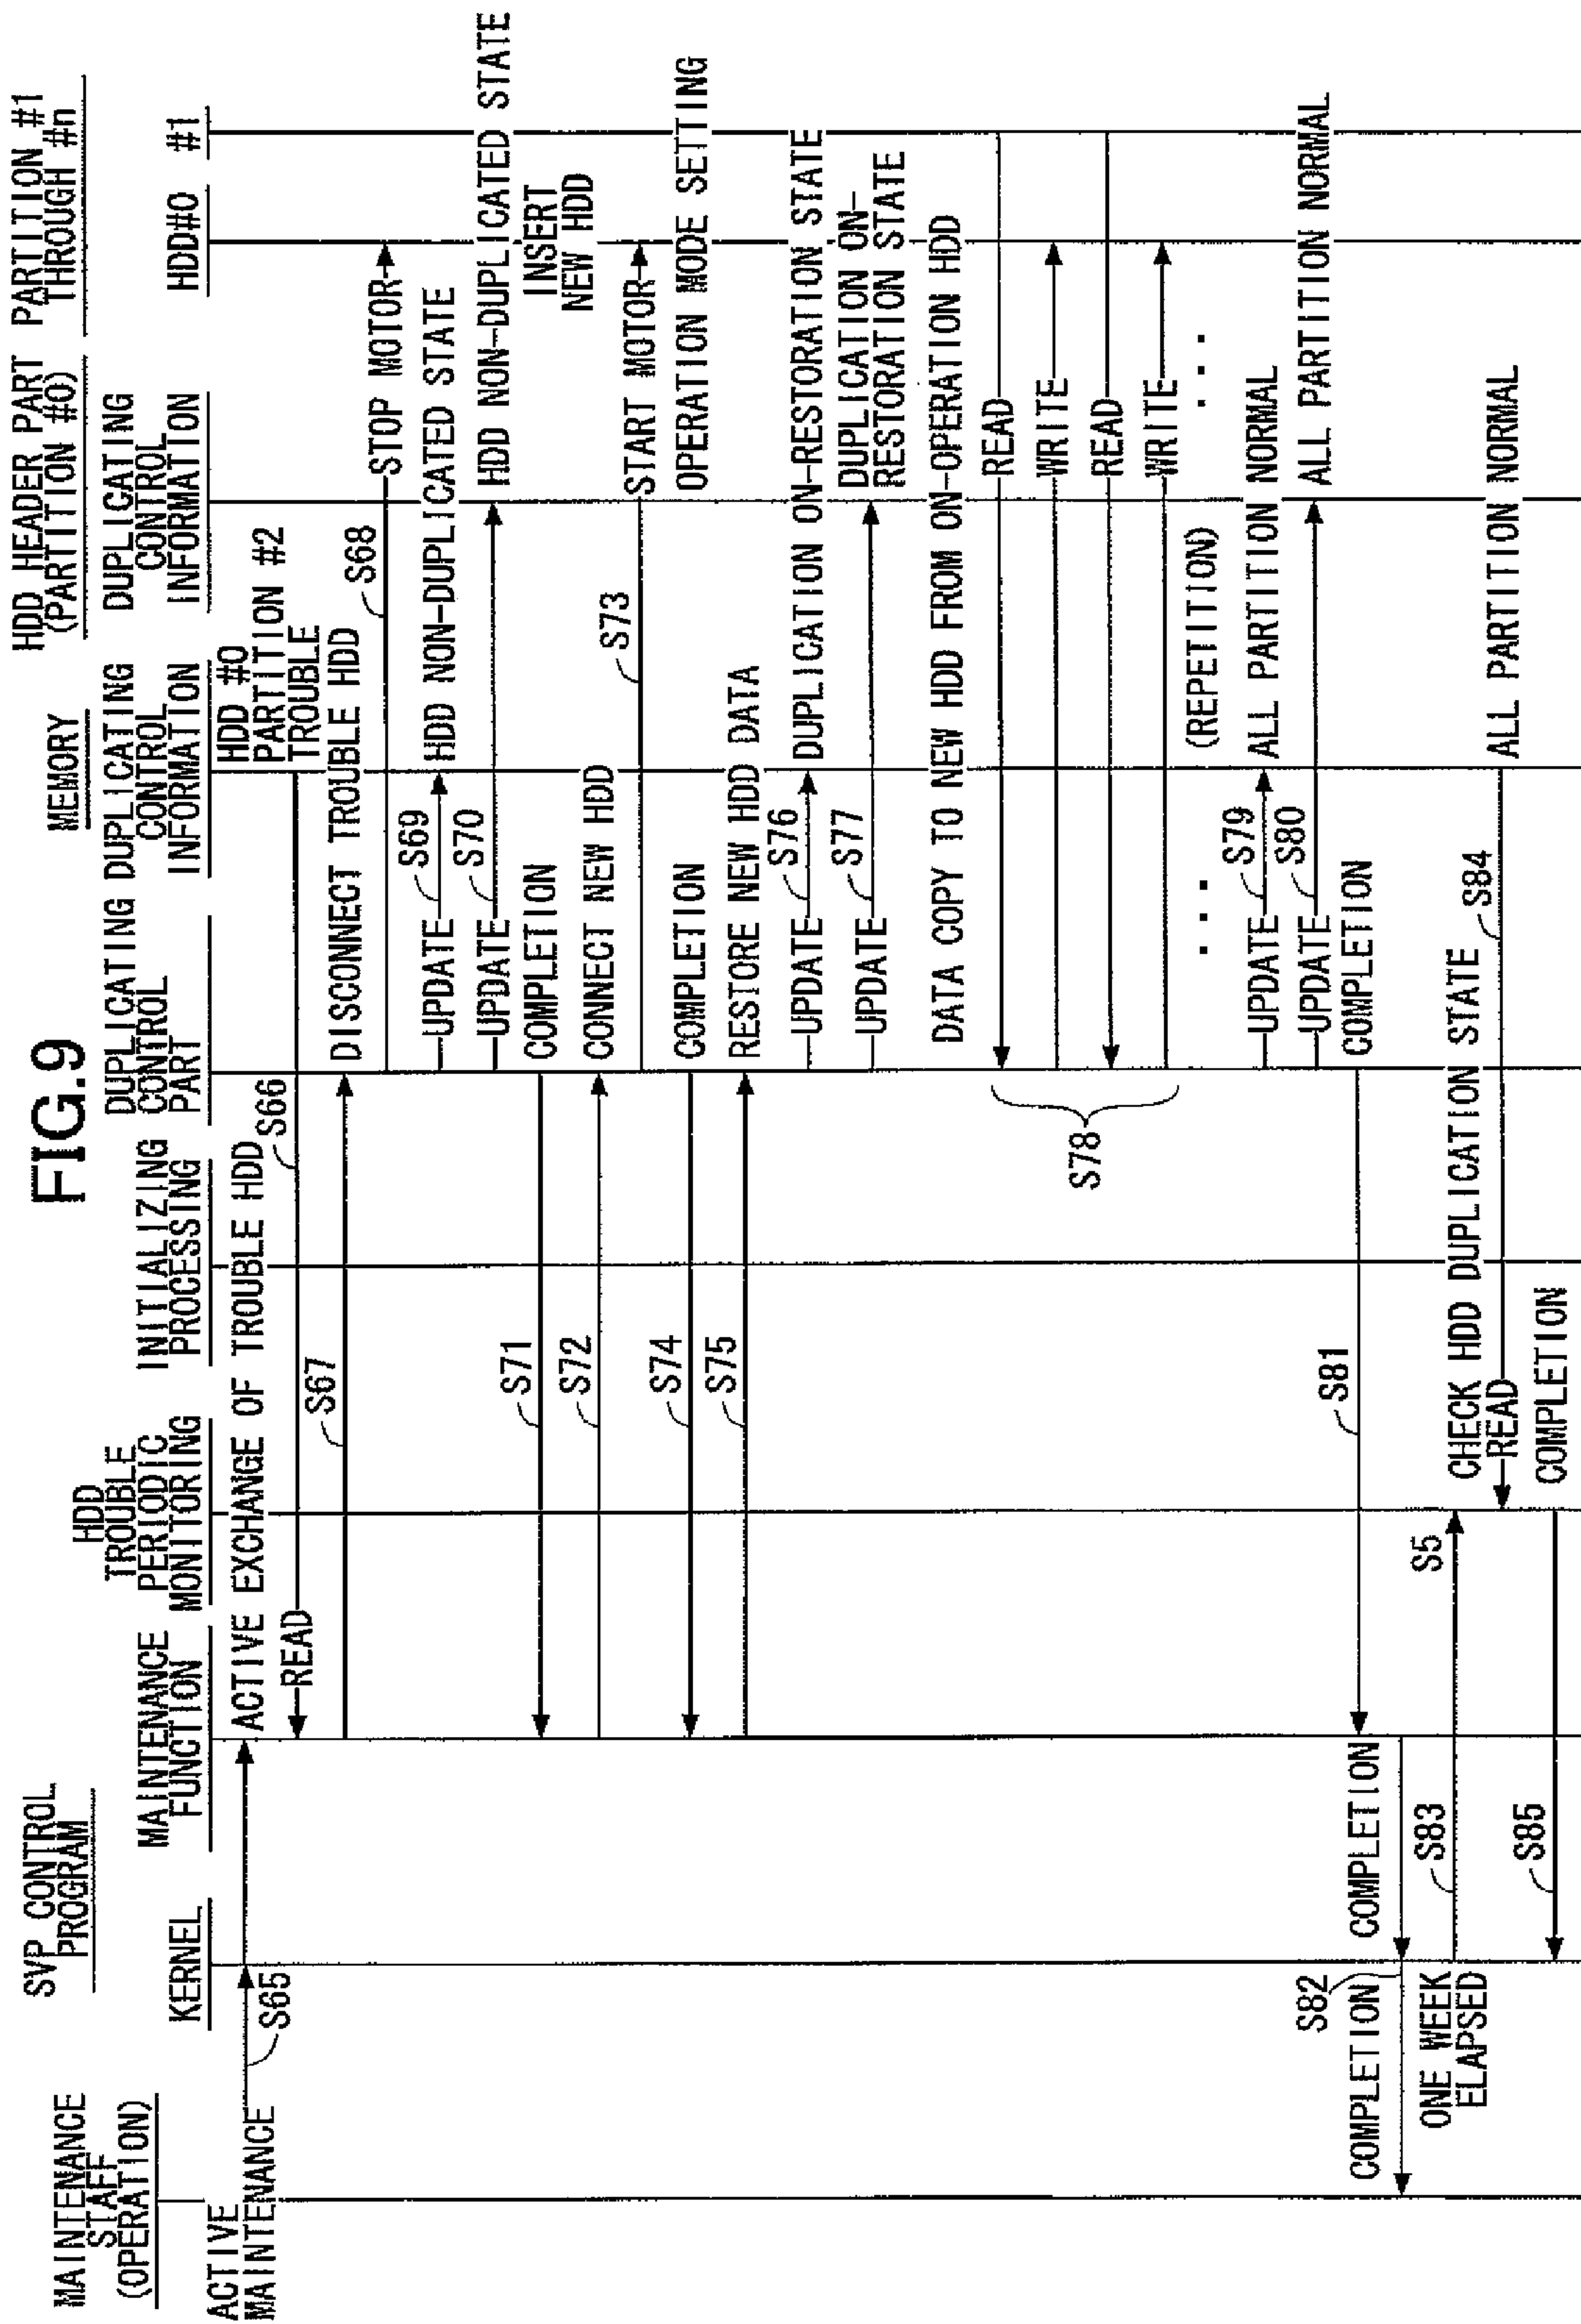 FIG.9
MAINTENANCE
STAFF
(OPERATION)
SVP CONTROL
PROGRAM
KERNEL
MAINTENANCE
FUNCTION
HDD
TROUBLE
PERIODIC
MONITORING
INITIALIZING
PROCESSING
DUPLICATING
CONTROL
PART
MEMORY
DUPLICATING
CONTROL
INFORMATION
HDD HEADER PART
(PARTITION #0)
DUPLICATING
CONTROL
INFORMATION
PARTITION #1
THROUGH #n
HDD#0
#1
ACTIVE
MAINTENANCE
S65
ACTIVE EXCHANGE OF TROUBLE HDD
HDD #0
PARTITION #2
TROUBLE
READ
S66
S67
DISCONNECT TROUBLE HDD
S68
STOP MOTOR
UPDATE
S69
HDD NON-DUPLICATED STATE
UPDATE
S70
HDD NON-DUPLICATED STATE
S71
COMPLETION
INSERT
NEW HDD
S72
CONNECT NEW HDD
S73
START MOTOR
OPERATION MODE SETTING
S74
COMPLETION
S75
RESTORE NEW HDD DATA
UPDATE
S76
DUPLICATION ON-RESTORATION STATE
UPDATE
S77
DUPLICATION ON-
RESTORATION STATE
DATA COPY TO NEW HDD FROM ON-OPERATION HDD
READ
WRITE
S78
READ
WRITE
... (REPETITION) ...
UPDATE
S79
ALL PARTITION NORMAL
UPDATE
S80
ALL PARTITION NORMAL
S81
COMPLETION
COMPLETION
S82
COMPLETION
ONE WEEK
ELAPSED
S83
S5
CHECK HDD DUPLICATION STATE
READ
S84
ALL PARTITION NORMAL
S85
COMPLETION